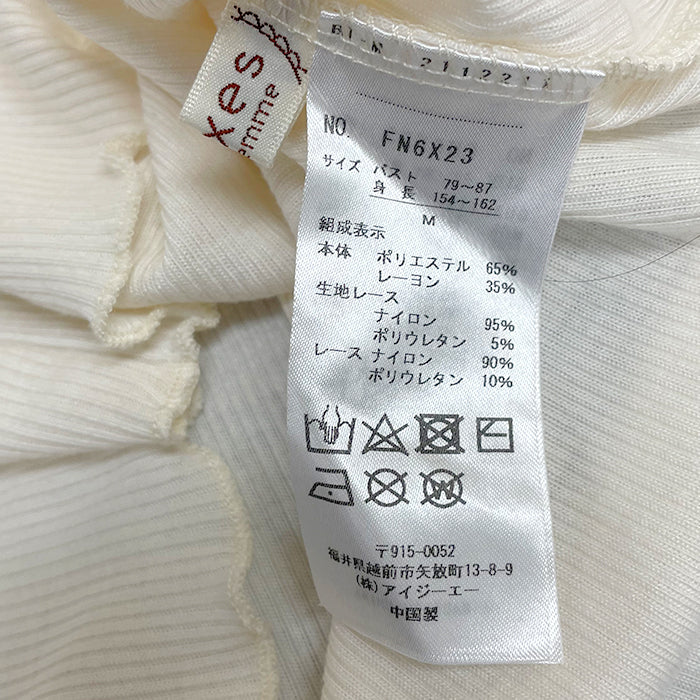 xes
emme
NO. FN6X23
サイズ バスト 79～87
身長 154～162
M
組成表示
本体 ポリエステル 65%
レーヨン 35%
生地レース
ナイロン 95%
ポリウレタン 5%
レース ナイロン 90%
ポリウレタン 10%
W
〒915-0052
福井県越前市矢放町13-8-9
(株)アイジーエー
中国製